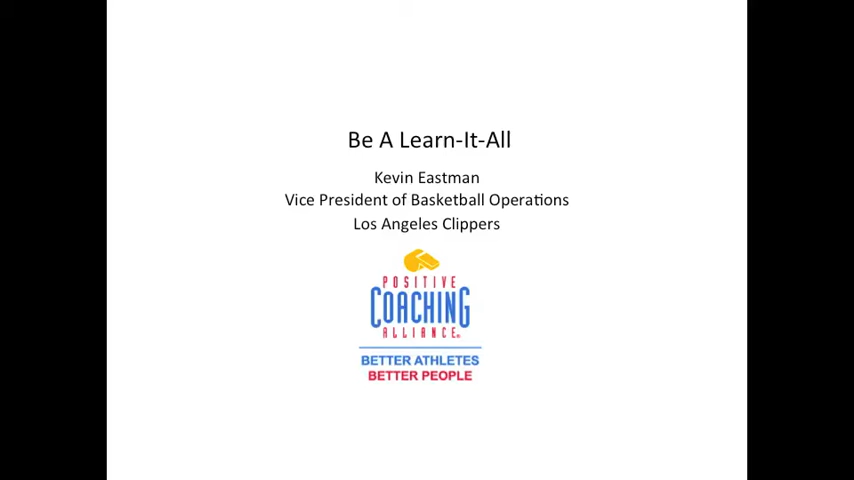 Be A Learn-It-All
Kevin Eastman
Vice President of Basketball Operations
Los Angeles Clippers
POSITIVE
COACHING
ALLIANCE®
BETTER ATHLETES
BETTER PEOPLE